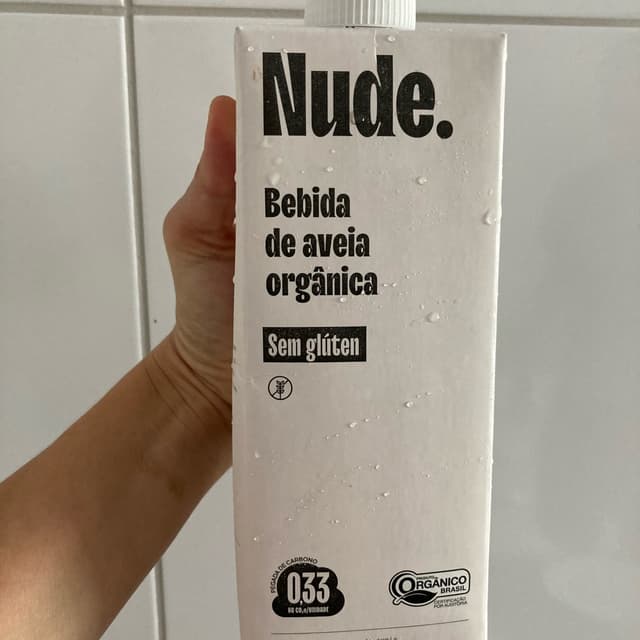 Nude.
Bebida
de aveia
orgânica
Sem glúten
PEGADA DE CARBONO
0,33
KG CO₂e/UNIDADE
PRODUTO
ORGÂNICO
BRASIL
CERTIFICAÇÃO
POR AUDITORIA